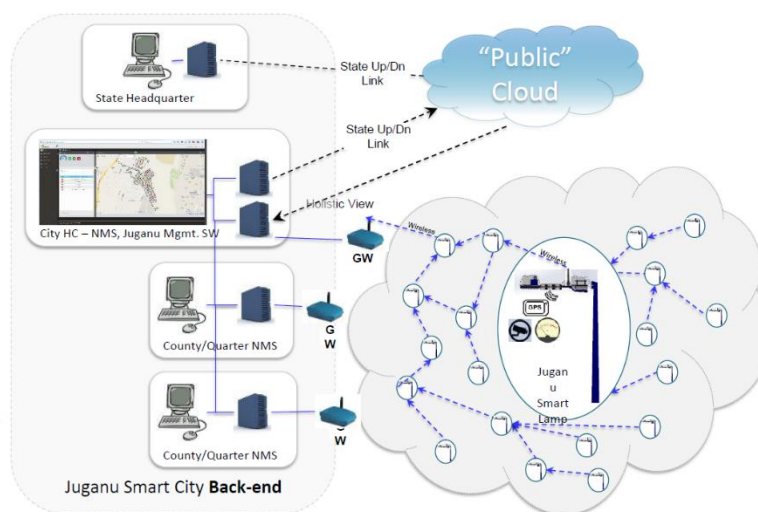 State Headquarter
State Up/Dn
Link
"Public"
Cloud
State Up/Dn
Link
Holistic View
City HC – NMS, Juganu Mgmt. SW
GW
Wireless
Wireless
GPS
County/Quarter NMS
G
W
Jugan
u
Smart
Lamp
County/Quarter NMS
W
Juganu Smart City Back-end